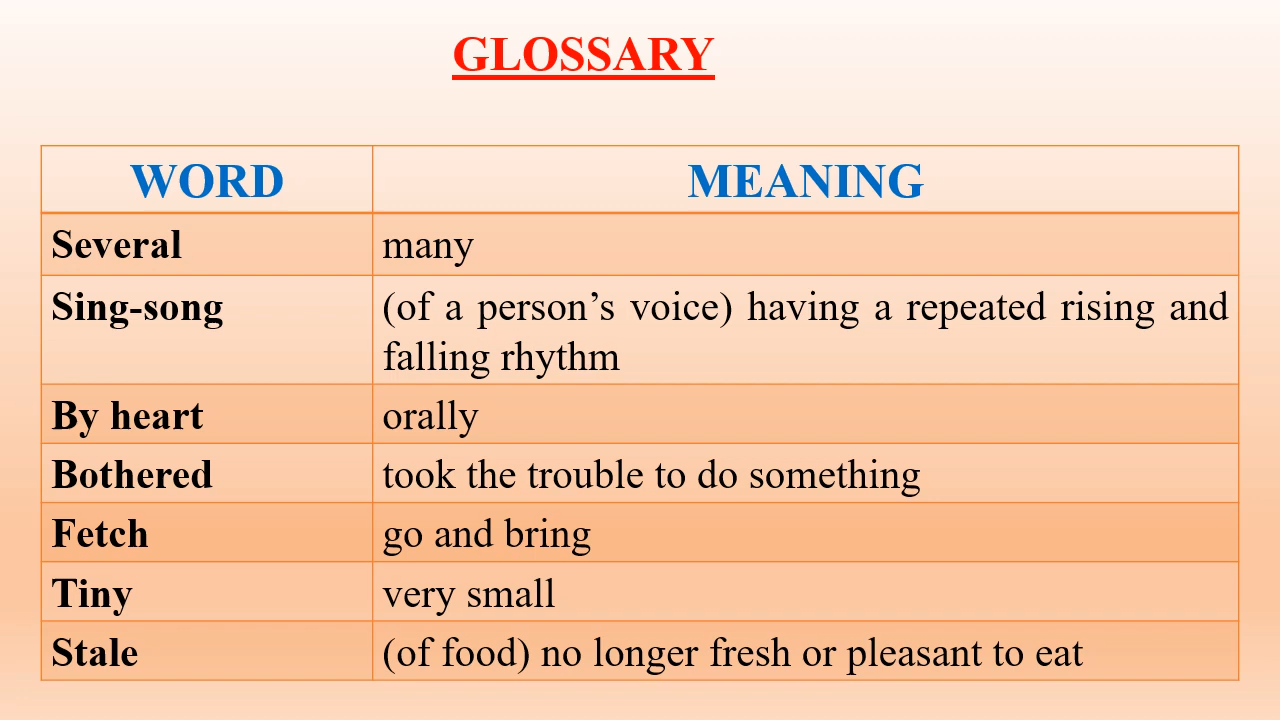 GLOSSARY
WORD MEANING
Several many
Sing-song (of a person’s voice) having a repeated rising and
falling rhythm
By heart orally
Bothered took the trouble to do something
Fetch go and bring
Tiny very small
Stale (of food) no longer fresh or pleasant to eat